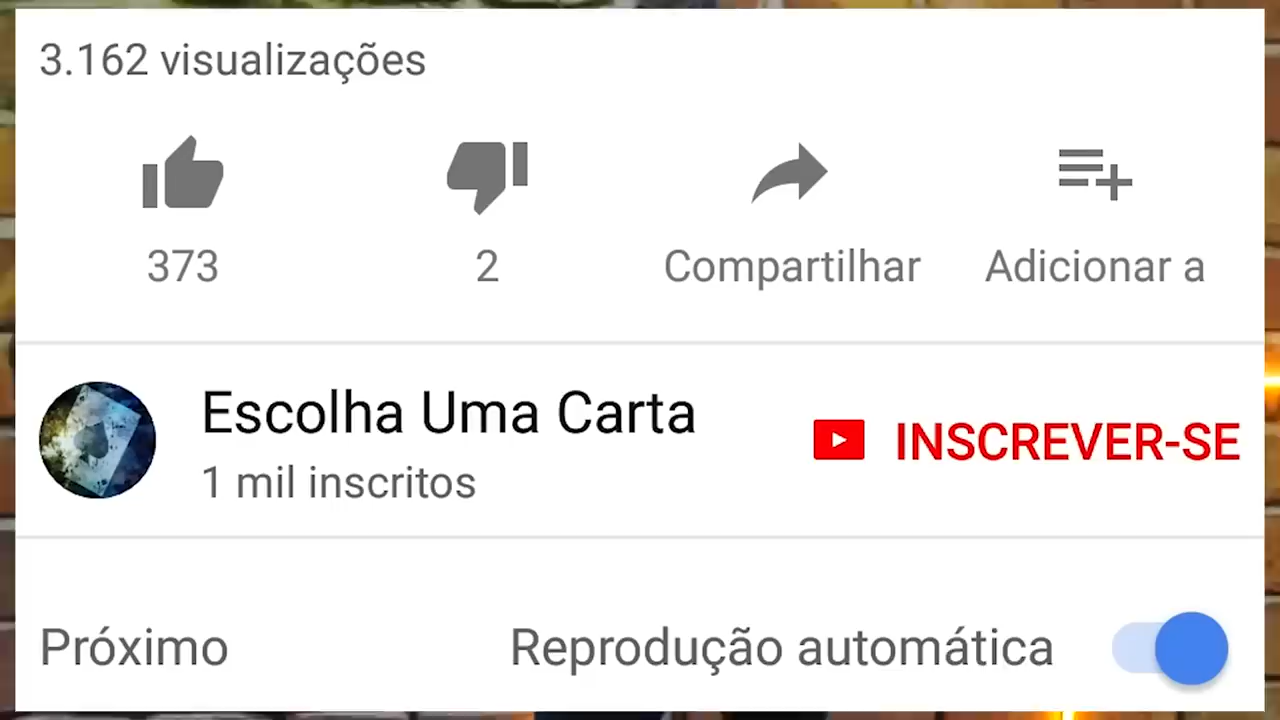 3.162 visualizações
373 2 Compartilhar Adicionar a
Escolha Uma Carta
1 mil inscritos
INSCREVER-SE
Próximo Reprodução automática